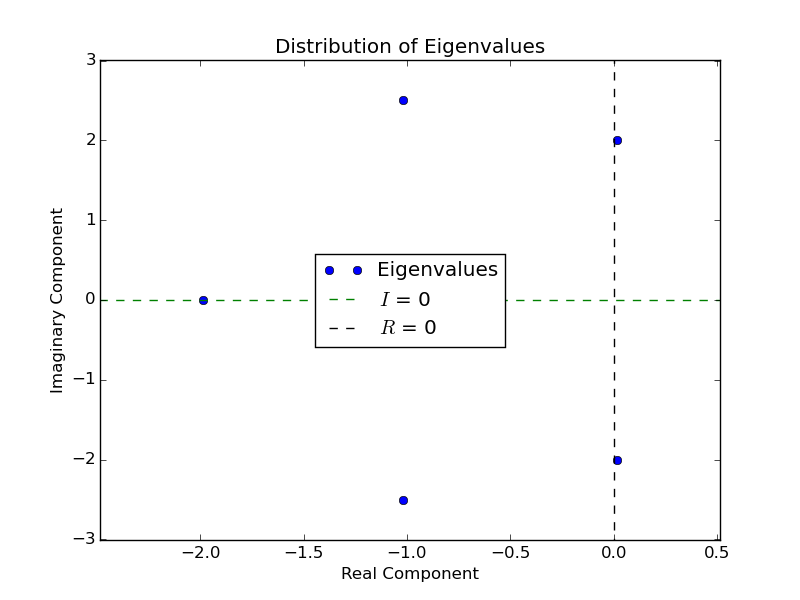 Distribution of Eigenvalues
3
2
1
0
−1
−2
−3
Imaginary Component
Eigenvalues
I = 0
R = 0
−2.0 −1.5 −1.0 −0.5 0.0 0.5
Real Component